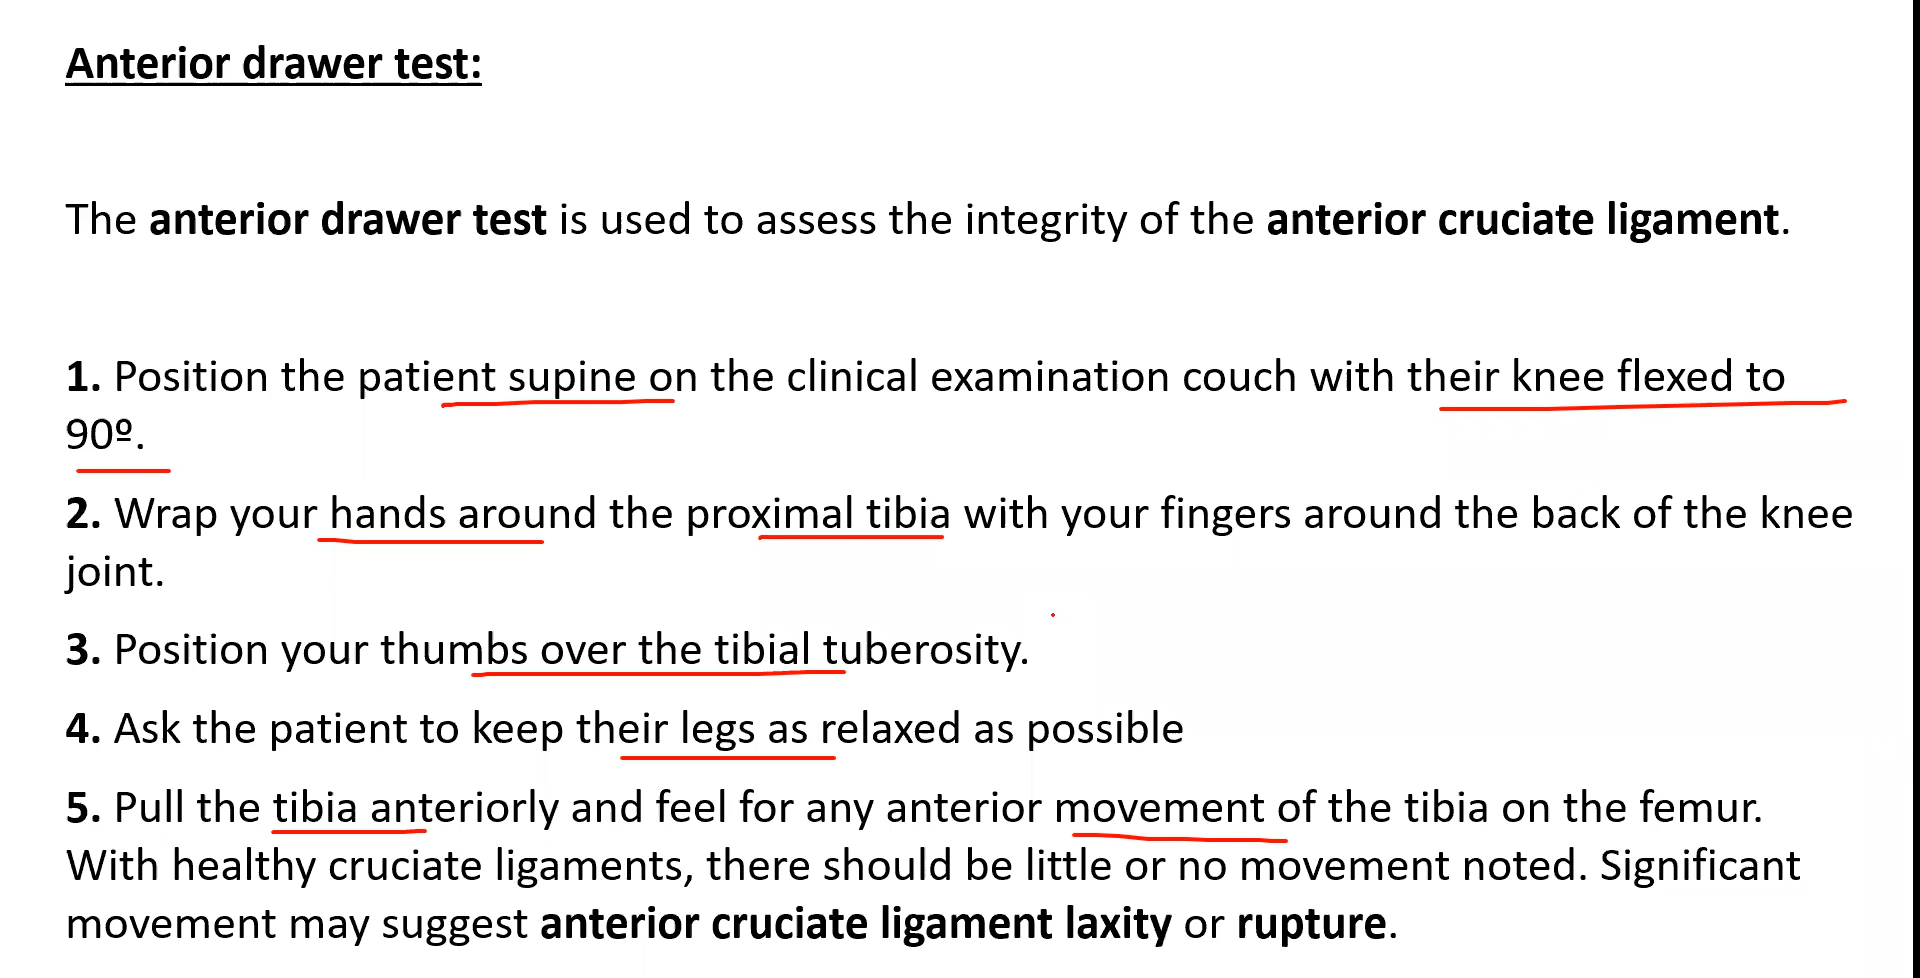 Anterior drawer test:
The anterior drawer test is used to assess the integrity of the anterior cruciate ligament.
1. Position the patient supine on the clinical examination couch with their knee flexed to
90º.
2. Wrap your hands around the proximal tibia with your fingers around the back of the knee
joint.
3. Position your thumbs over the tibial tuberosity.
4. Ask the patient to keep their legs as relaxed as possible
5. Pull the tibia anteriorly and feel for any anterior movement of the tibia on the femur.
With healthy cruciate ligaments, there should be little or no movement noted. Significant
movement may suggest anterior cruciate ligament laxity or rupture.